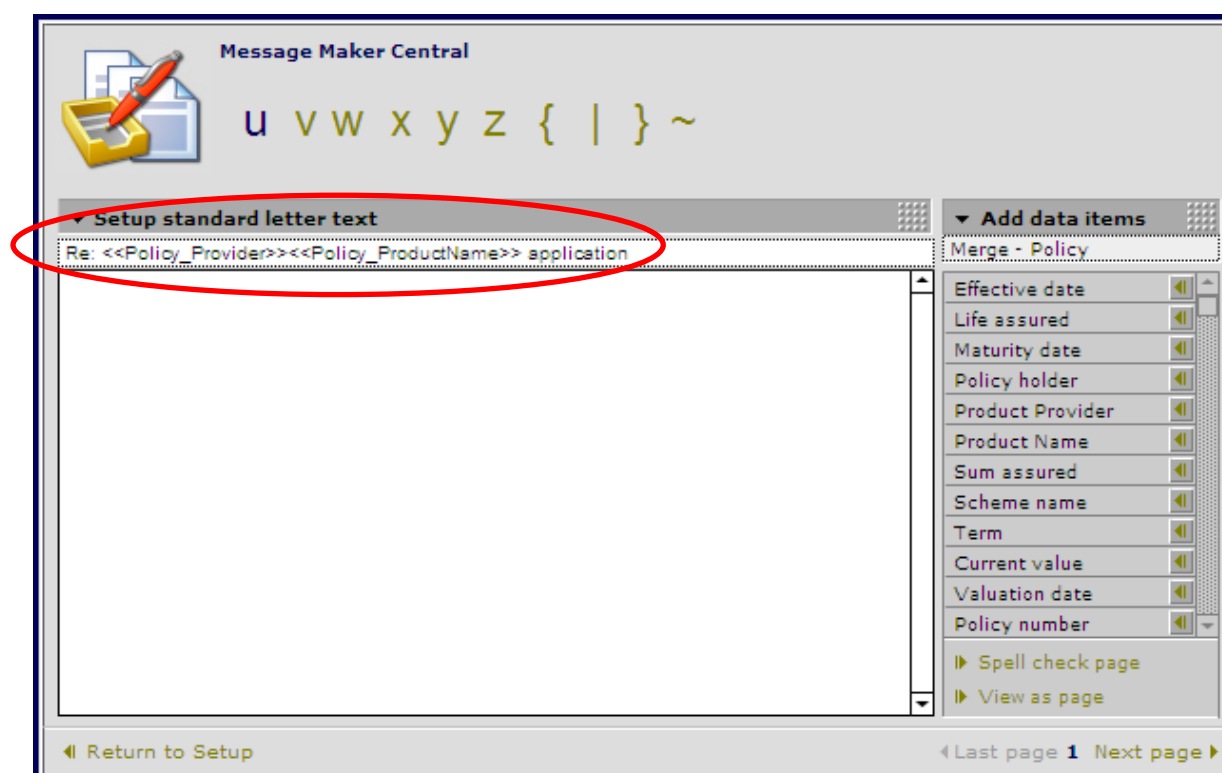 Message Maker Central
u v w x y z { | } ~
Setup standard letter text
Re: <<Policy_Provider>><<Policy_ProductName>> application
Add data items
Merge - Policy
Effective date
Life assured
Maturity date
Policy holder
Product Provider
Product Name
Sum assured
Scheme name
Term
Current value
Valuation date
Policy number
Spell check page
View as page
Return to Setup
Last page 1 Next page